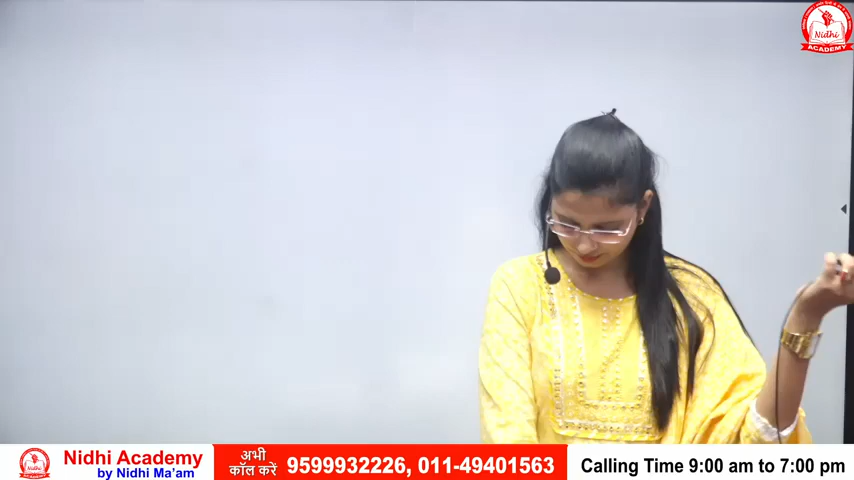 Nidhi
ACADEMY
Nidhi Academy
by Nidhi Ma'am
अभी
कॉल करें
9599932226, 011-49401563
Calling Time 9:00 am to 7:00 pm